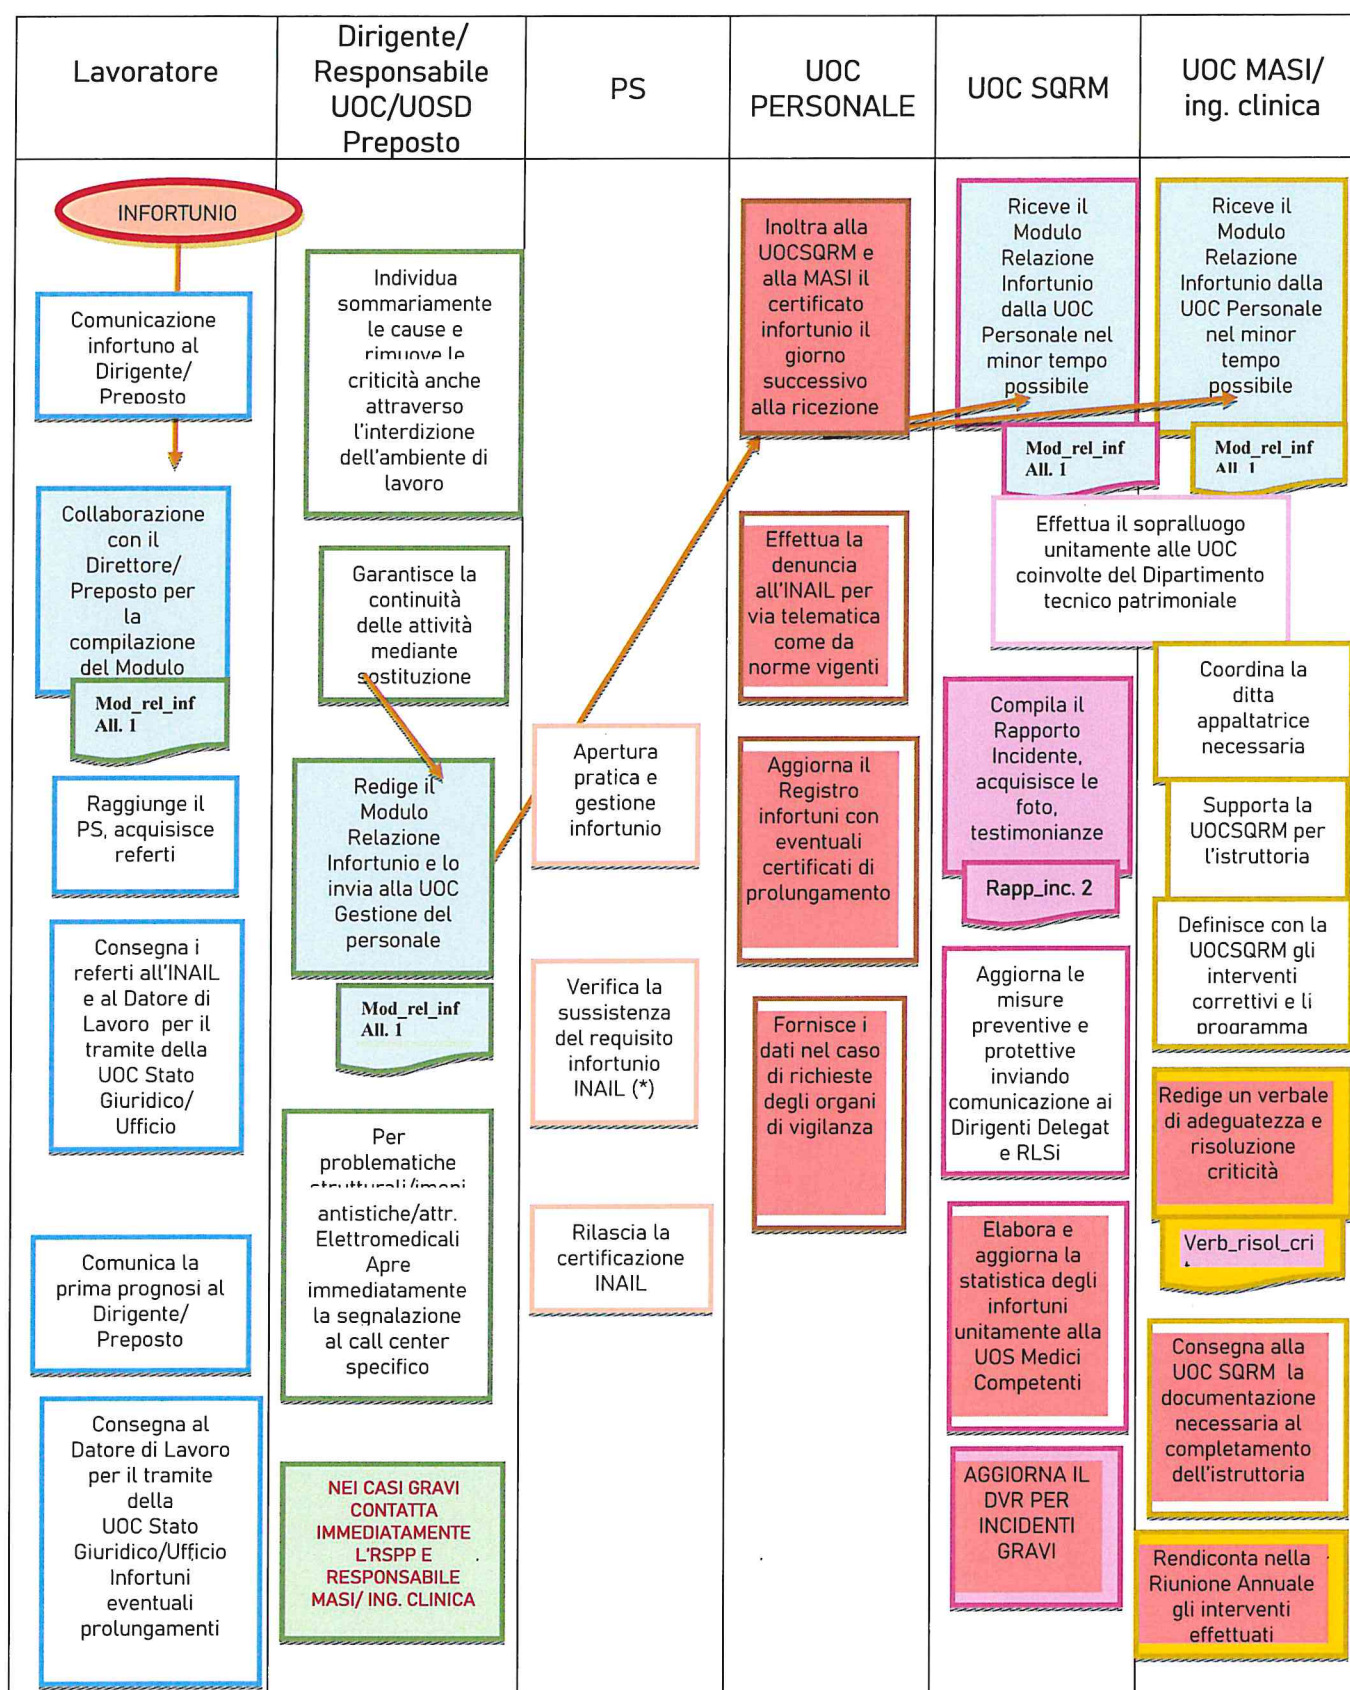 Lavoratore
Dirigente/
Responsabile
UOC/UOSD
Preposto
PS
UOC
PERSONALE
UOC SQRM
UOC MASI/
ing. clinica
INFORTUNIO
Comunicazione
infortuno al
Dirigente/
Preposto
Collaborazione
con il
Direttore/
Preposto per
la
compilazione
del Modulo
Mod_rel_inf
All. 1
Raggiunge il
PS, acquisisce
referti
Consegna i
referti all'INAIL
e al Datore di
Lavoro per il
tramite della
UOC Stato
Giuridico/
Ufficio
Comunica la
prima prognosi al
Dirigente/
Preposto
Consegna al
Datore di Lavoro
per il tramite
della
UOC Stato
Giuridico/Ufficio
Infortuni
eventuali
prolungamenti
Individua
sommariamente
le cause e
rimuove le
criticità anche
attraverso
l'interdizione
dell'ambiente di
lavoro
Garantisce la
continuità
delle attività
mediante
sostituzione
Redige il
Modulo
Relazione
Infortunio e lo
invia alla UOC
Gestione del
personale
Mod_rel_inf
All. 1
Per
problematiche
strutturali/impi
antistiche/attr.
Elettromedicali
Apre
immediatamente
la segnalazione
al call center
specifico
NEI CASI GRAVI
CONTATTA
IMMEDIATAMENTE
L'RSPP E
RESPONSABILE
MASI/ ING. CLINICA
Apertura
pratica e
gestione
infortunio
Verifica la
sussistenza
del requisito
infortunio
INAIL (*)
Rilascia la
certificazione
INAIL
Inoltra alla
UOCSQRM e
alla MASI il
certificato
infortunio il
giorno
successivo
alla ricezione
Effettua la
denuncia
all'INAIL per
via telematica
come da
norme vigenti
Aggiorna il
Registro
infortuni con
eventuali
certificati di
prolungamento
Fornisce i
dati nel caso
di richieste
degli organi
di vigilanza
Riceve il
Modulo
Relazione
Infortunio
dalla UOC
Personale nel
minor tempo
possibile
Mod_rel_inf
All. 1
Effettua il sopralluogo
unitamente alle UOC
coinvolte del Dipartimento
tecnico patrimoniale
Compila il
Rapporto
Incidente,
acquisisce le
foto,
testimonianze
Rapp_inc. 2
Aggiorna le
misure
preventive e
protettive
inviando
comunicazione ai
Dirigenti Delegat
e RLSi
Elabora e
aggiorna la
statistica degli
infortuni
unitamente alla
UOS Medici
Competenti
AGGIORNA IL
DVR PER
INCIDENTI
GRAVI
Riceve il
Modulo
Relazione
Infortunio dalla
UOC Personale
nel minor
tempo
possibile
Mod_rel_inf
All. 1
Coordina la
ditta
appaltatrice
necessaria
Supporta la
UOCSQRM per
l'istruttoria
Definisce con la
UOCSQRM gli
interventi
correttivi e li
programma
Redige un verbale
di adeguatezza e
risoluzione
criticità
Verb_risol_cri
Consegna alla
UOC SQRM la
documentazione
necessaria al
completamento
dell'istruttoria
Rendiconta nella
Riunione Annuale
gli interventi
effettuati